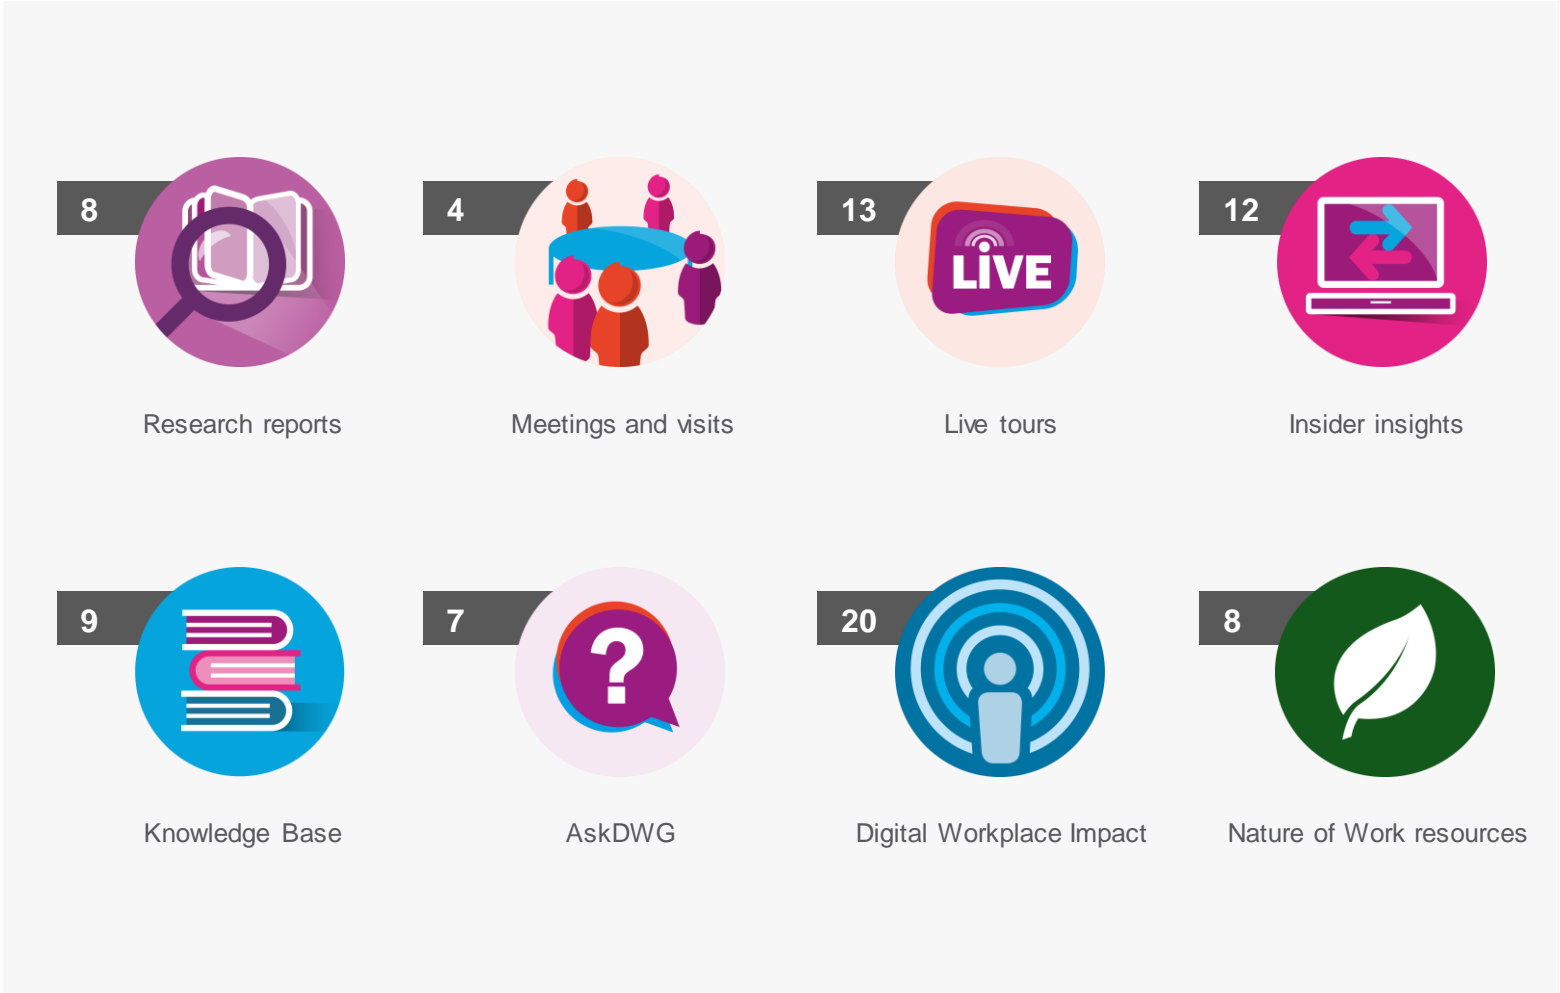 8
4
13
12
LIVE
Research reports
Meetings and visits
Live tours
Insider insights
9
7
20
8
?
Knowledge Base
AskDWG
Digital Workplace Impact
Nature of Work resources